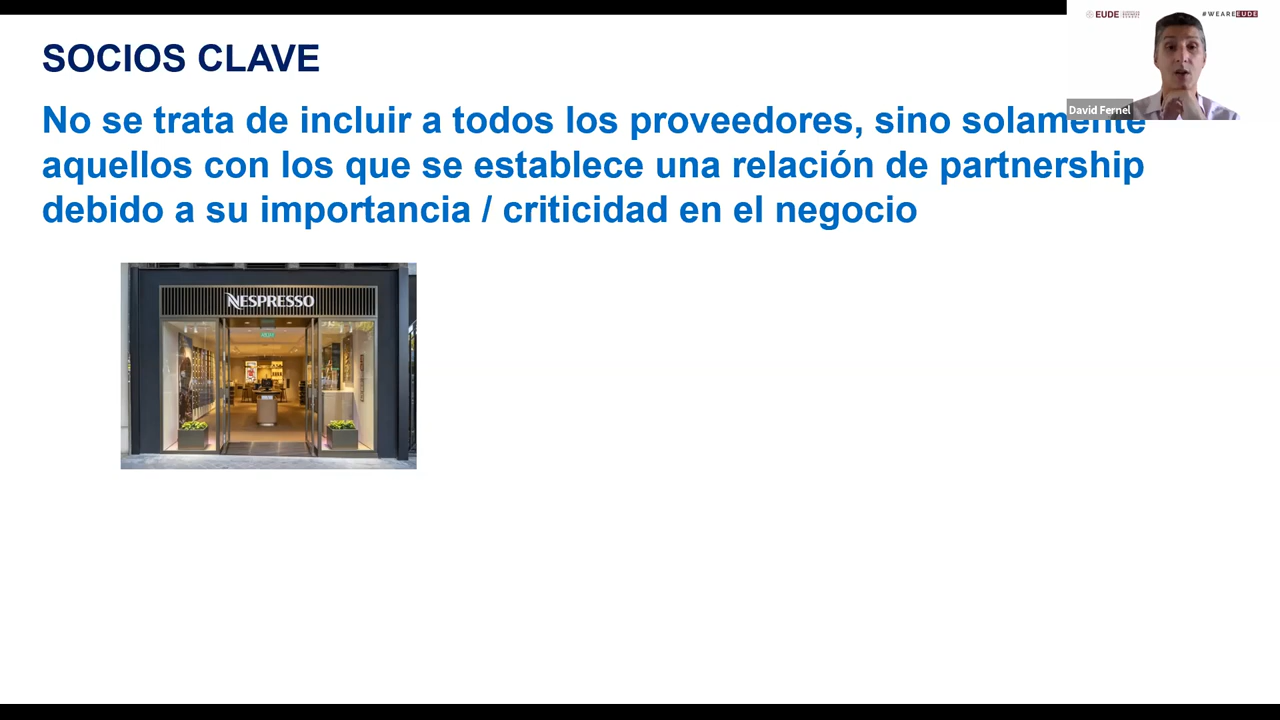 EUDE
#WEAREEUDE
SOCIOS CLAVE
David Fernel
No se trata de incluir a todos los proveedores, sino solamente
aquellos con los que se establece una relación de partnership
debido a su importancia / criticidad en el negocio
NESPRESSO